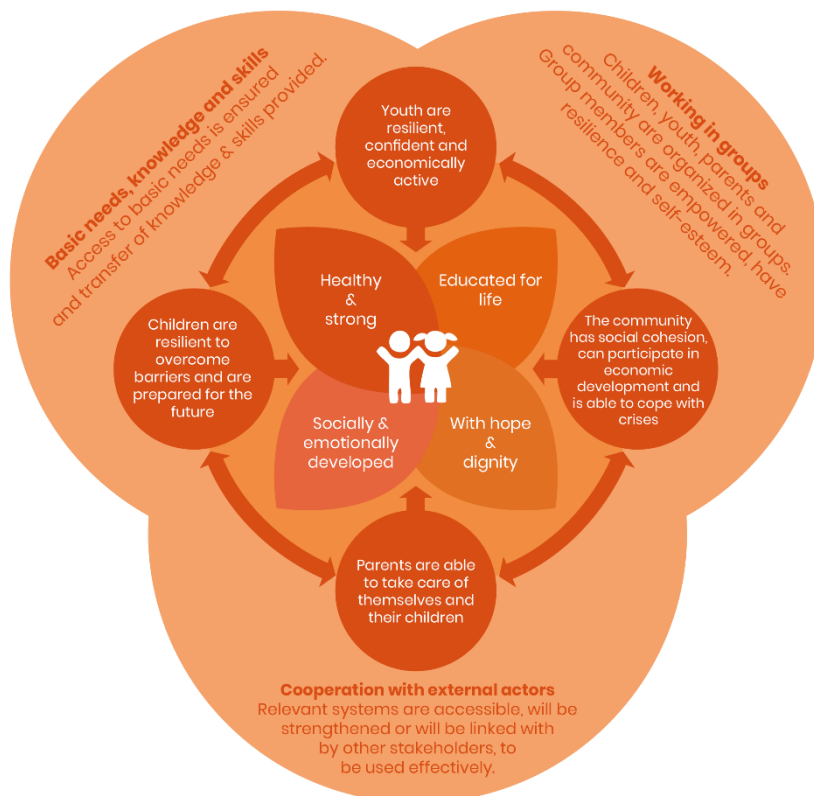 Basic needs, knowledge and skills
Access to basic needs is ensured
and transfer of knowledge & skills provided.
Working in groups
Children, youth, parents and
community are organized in groups.
Group members are empowered, have
resilience and self-esteem.
Youth are
resilient,
confident and
economically
active
Healthy
&
strong
Educated for
life
Children are
resilient to
overcome
barriers and are
prepared for the
future
The community
has social cohesion,
can participate in
economic
development and
is able to cope with
crises
Socially &
emotionally
developed
With hope
&
dignity
Parents are able
to take care of
themselves and
their children
Cooperation with external actors
Relevant systems are accessible, will be
strengthened or will be linked with
by other stakeholders, to
be used effectively.